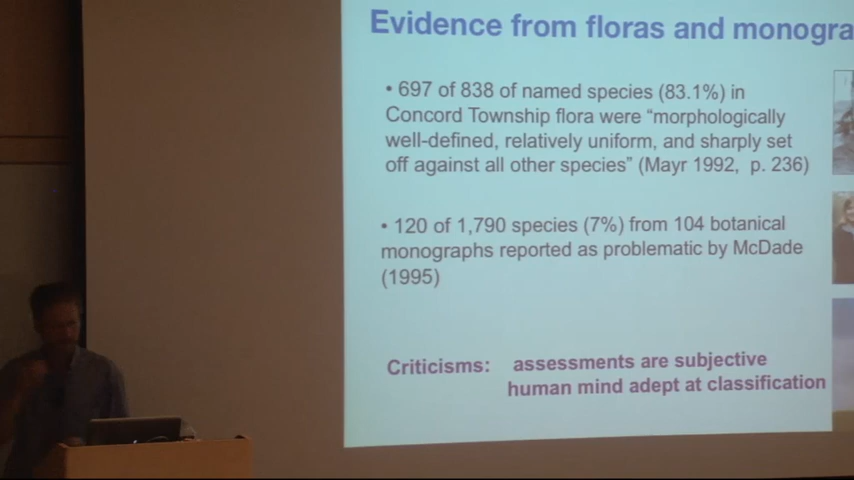 Evidence from floras and monogra
• 697 of 838 of named species (83.1%) in
Concord Township flora were “morphologically
well-defined, relatively uniform, and sharply set
off against all other species” (Mayr 1992, p. 236)
• 120 of 1,790 species (7%) from 104 botanical
monographs reported as problematic by McDade
(1995)
Criticisms: assessments are subjective
human mind adept at classification